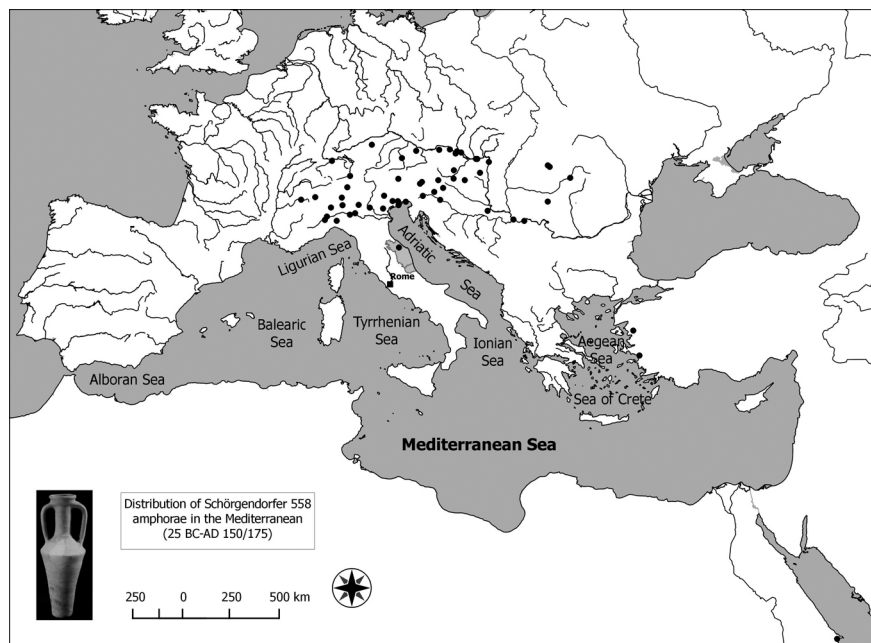 Adriatic
Sea
Ligurian Sea
Rome
Balearic
Sea
Tyrrhenian
Sea
Ionian
Sea
Aegean
Sea
Alboran Sea
Sea of Crete
Mediterranean Sea
Distribution of Schörgendorfer 558
amphorae in the Mediterranean
(25 BC-AD 150/175)
250 0 250 500 km